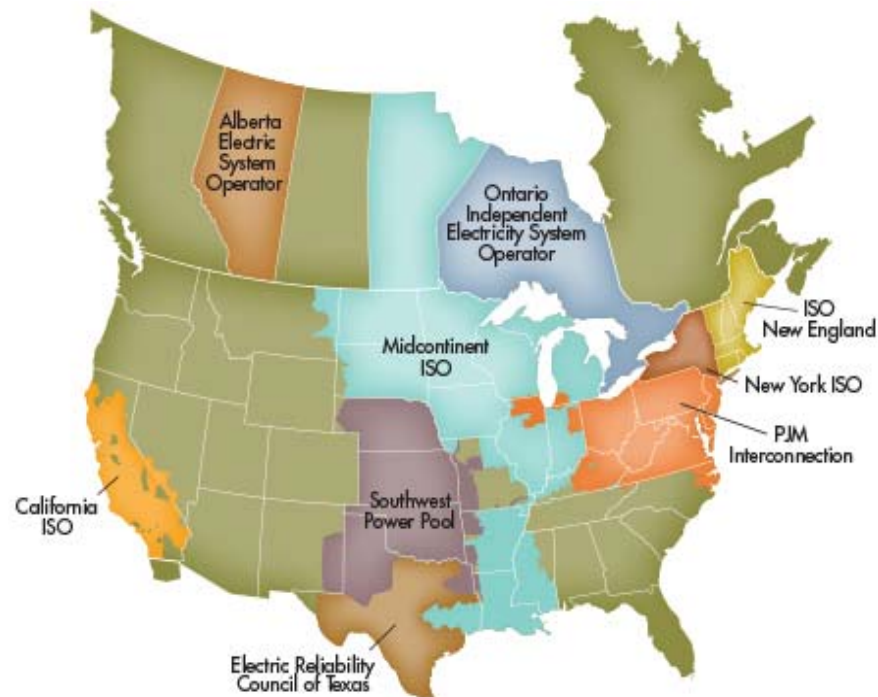 Alberta
Electric
System
Operator
Ontario
Independent
Electricity System
Operator
ISO
New England
Midcontinent
ISO
New York ISO
PJM
Interconnection
California
ISO
Southwest
Power Pool
Electric Reliability
Council of Texas